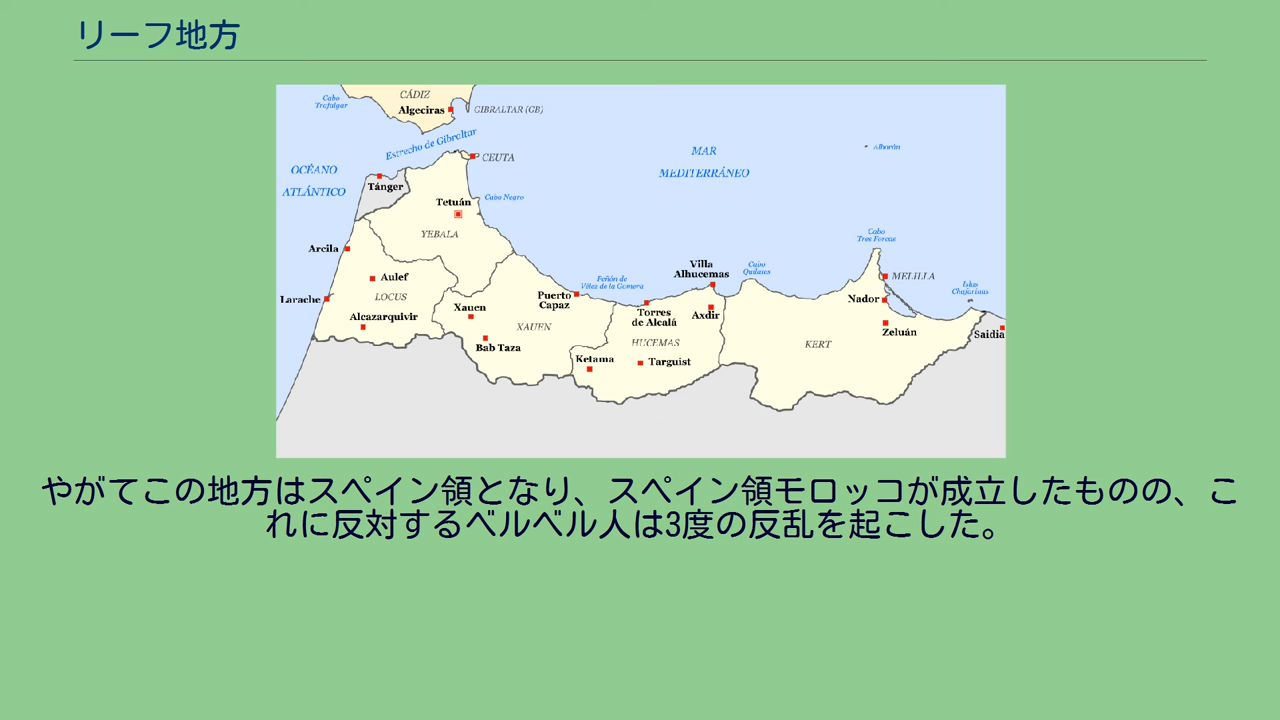 リーフ地方
CÁDIZ
Cabo
Trafalgar
Algeciras
GIBRALTAR (GB)
Estrecho de Gibraltar
CEUTA
OCÉANO
ATLÁNTICO
MAR
MEDITERRÁNEO
Alborán
Tánger
Tetuán
Cabo Negro
YEBALA
Arcila
Cabo
Tres Forcas
Villa
Alhucemas
Cabo
Quilates
Aulef
Peñón de
Vélez de la Gomera
MELILLA
Islas
Chafarinas
Larache
LOCUS
Puerto
Capaz
Nador
Xauen
Torres
de Alcalá
Axdir
Alcazarquivir
XAUEN
Zeluán
Saidia
Bab Taza
HUCEMAS
KERT
Ketama
Targuist
やがてこの地方はスペイン領となり、スペイン領モロッコが成立したものの、こ
れに反対するベルベル人は3度の反乱を起こした。